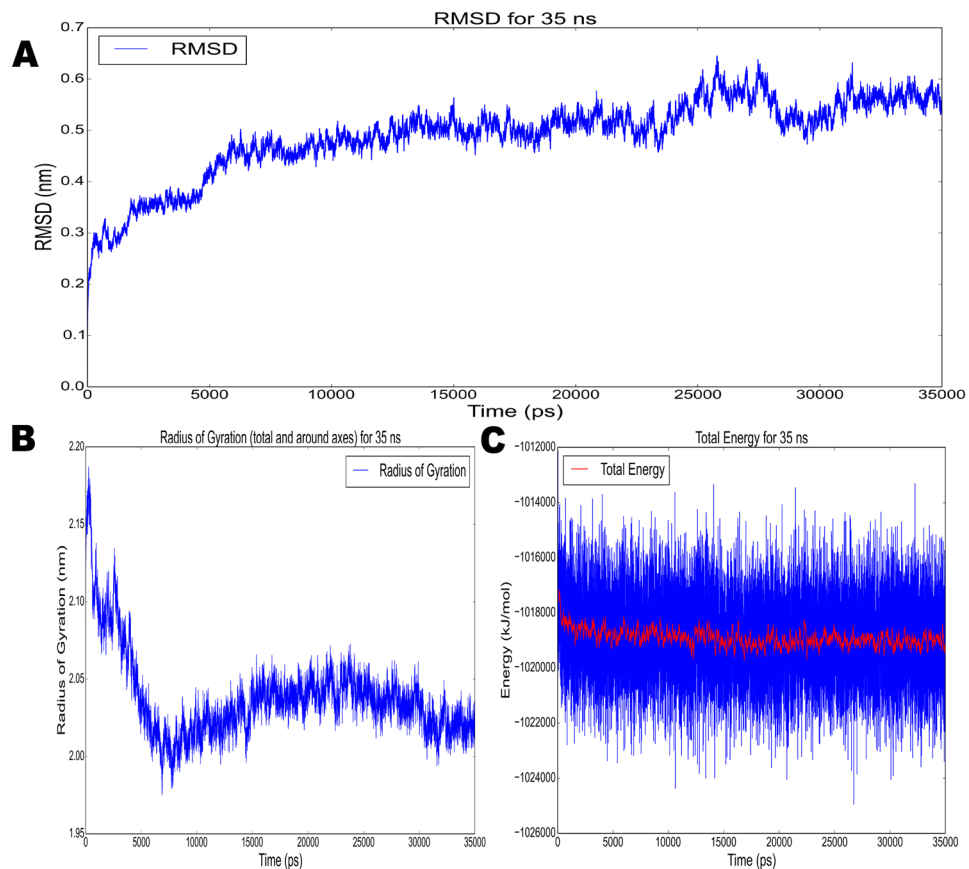 RMSD for 35 ns
A
RMSD
0.7
0.6
0.5
0.4
0.3
0.2
0.1
0.0
RMSD (nm)
0 5000 10000 15000 20000 25000 30000 35000
Time (ps)
B
Radius of Gyration (total and around axes) for 35 ns
Radius of Gyration
2.20
2.15
2.10
2.05
2.00
1.95
Radius of Gyration (nm)
0 5000 10000 15000 20000 25000 30000 35000
Time (ps)
C
Total Energy for 35 ns
Total Energy
−1012000
−1014000
−1016000
−1018000
−1020000
−1022000
−1024000
−1026000
Energy (kJ/mol)
0 5000 10000 15000 20000 25000 30000 35000
Time (ps)